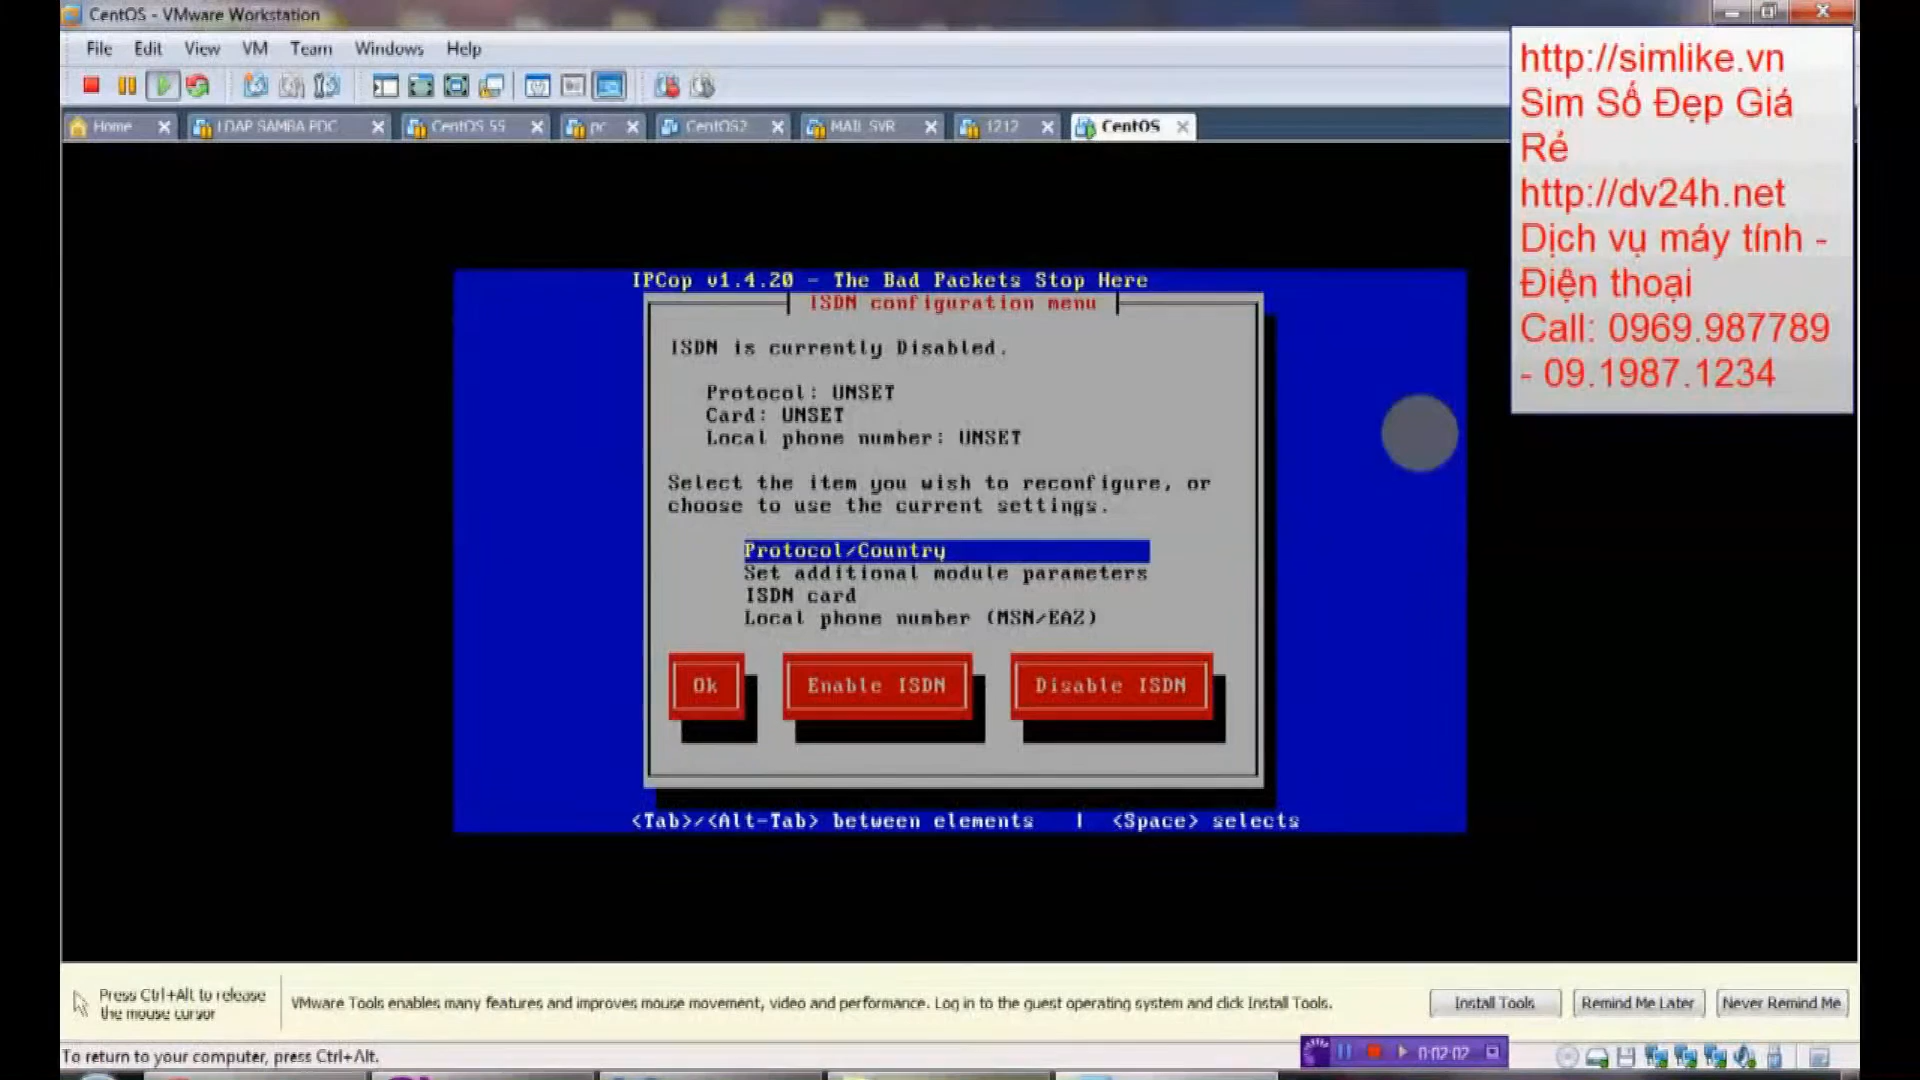 CentOS - VMware Workstation
File Edit View VM Team Windows Help
Home LDAP SAMBA PDC CentOS 55 pc CentOS2 MAIL SVR 1212 CentOS
http://simlike.vn
Sim Số Đẹp Giá
Rẻ
http://dv24h.net
Dịch vụ máy tính -
Điện thoại
Call: 0969.987789
- 09.1987.1234
IPCop v1.4.20 - The Bad Packets Stop Here
ISDN configuration menu
ISDN is currently Disabled.
Protocol: UNSET
Card: UNSET
Local phone number: UNSET
Select the item you wish to reconfigure, or
choose to use the current settings.
Protocol/Country
Set additional module parameters
ISDN card
Local phone number (MSN/EAZ)
Ok Enable ISDN Disable ISDN
<Tab>/<Alt-Tab> between elements | <Space> selects
Press Ctrl+Alt to release
the mouse cursor
VMware Tools enables many features and improves mouse movement, video and performance. Log in to the guest operating system and click Install Tools.
Install Tools Remind Me Later Never Remind Me
To return to your computer, press Ctrl+Alt.
0:02:02